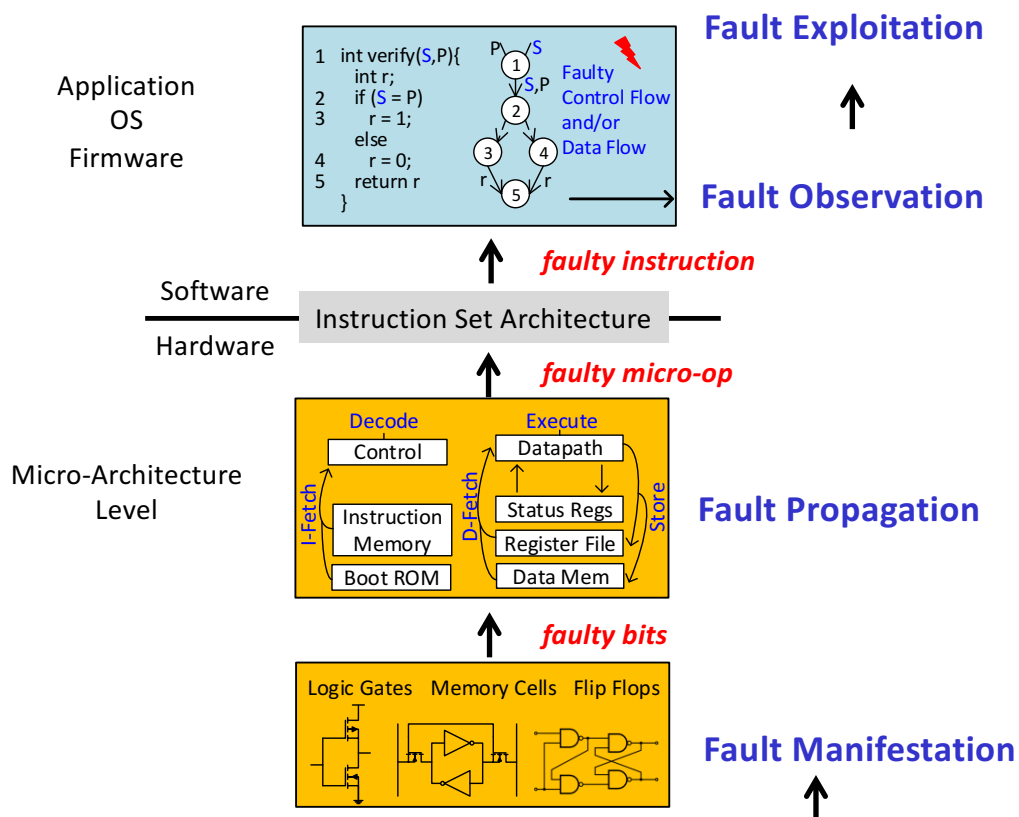 Fault Exploitation
Application
OS
Firmware
1 int verify(S,P){
int r;
2 if (S = P)
3 r = 1;
else
4 r = 0;
5 return r
}
P S
1
S,P
2
3 4
r r
5
Faulty
Control Flow
and/or
Data Flow
Fault Observation
faulty instruction
Software
Instruction Set Architecture
Hardware
faulty micro-op
Micro-Architecture
Level
Decode
Control
I-Fetch
Instruction
Memory
Boot ROM
Execute
Datapath
D-Fetch
Status Regs
Register File
Data Mem
Store
Fault Propagation
faulty bits
Logic Gates Memory Cells Flip Flops
Fault Manifestation